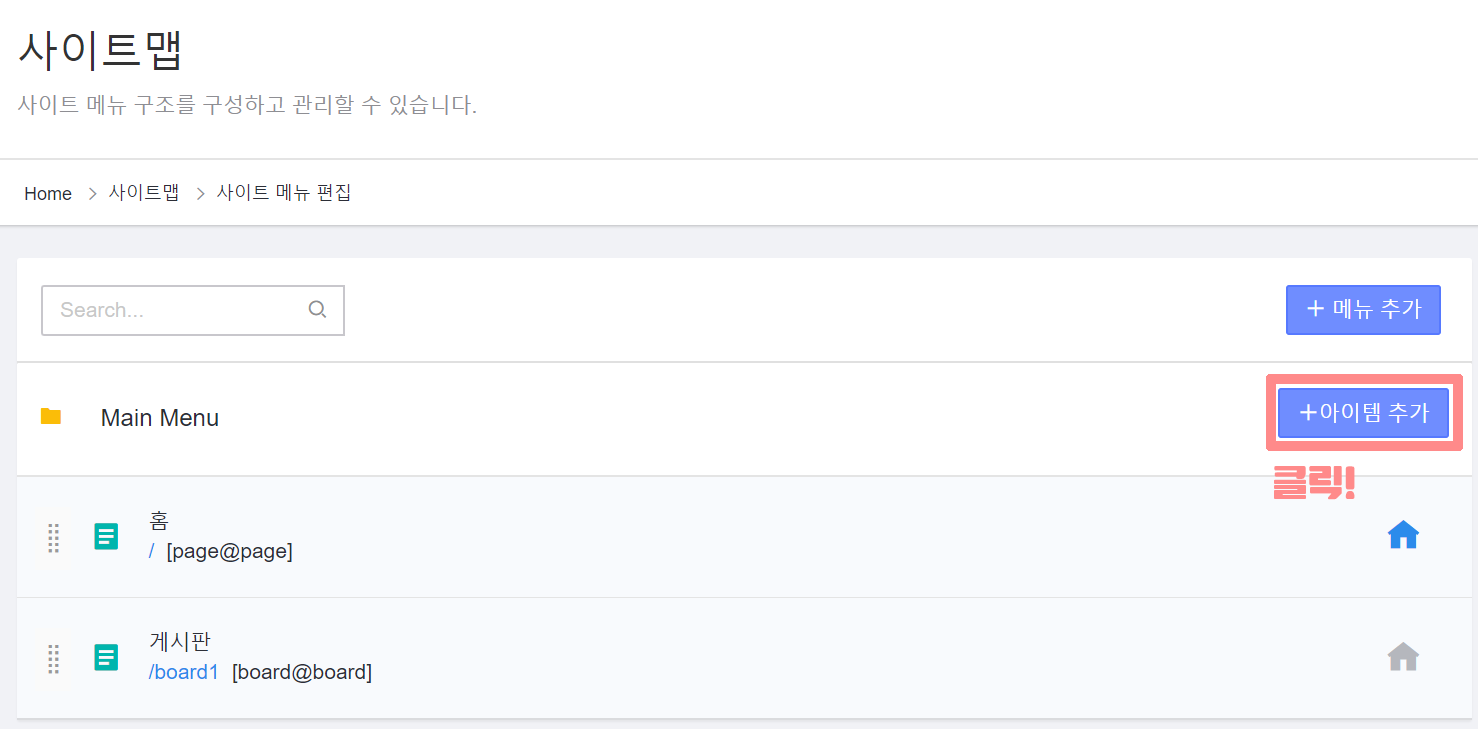 사이트맵
사이트 메뉴 구조를 구성하고 관리할 수 있습니다.
Home > 사이트맵 > 사이트 메뉴 편집
Search...
+ 메뉴 추가
Main Menu
+아이템 추가
클릭!
홈
/ [page@page]
게시판
/board1 [board@board]